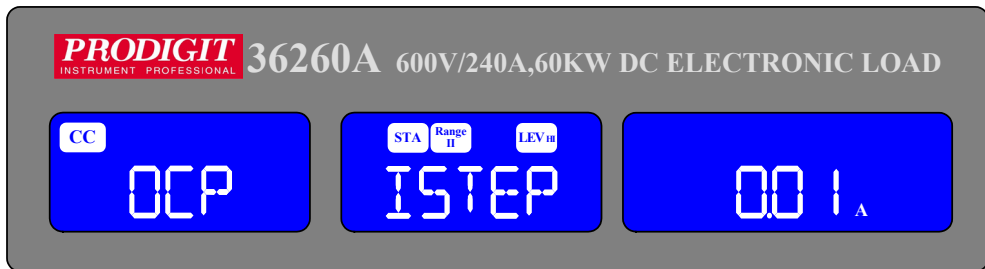 PRODIGIT
INSTRUMENT PROFESSIONAL
36260A 600V/240A,60KW DC ELECTRONIC LOAD
CC
OCP
STA Range II LEV HI
ISTEP
0.01 A